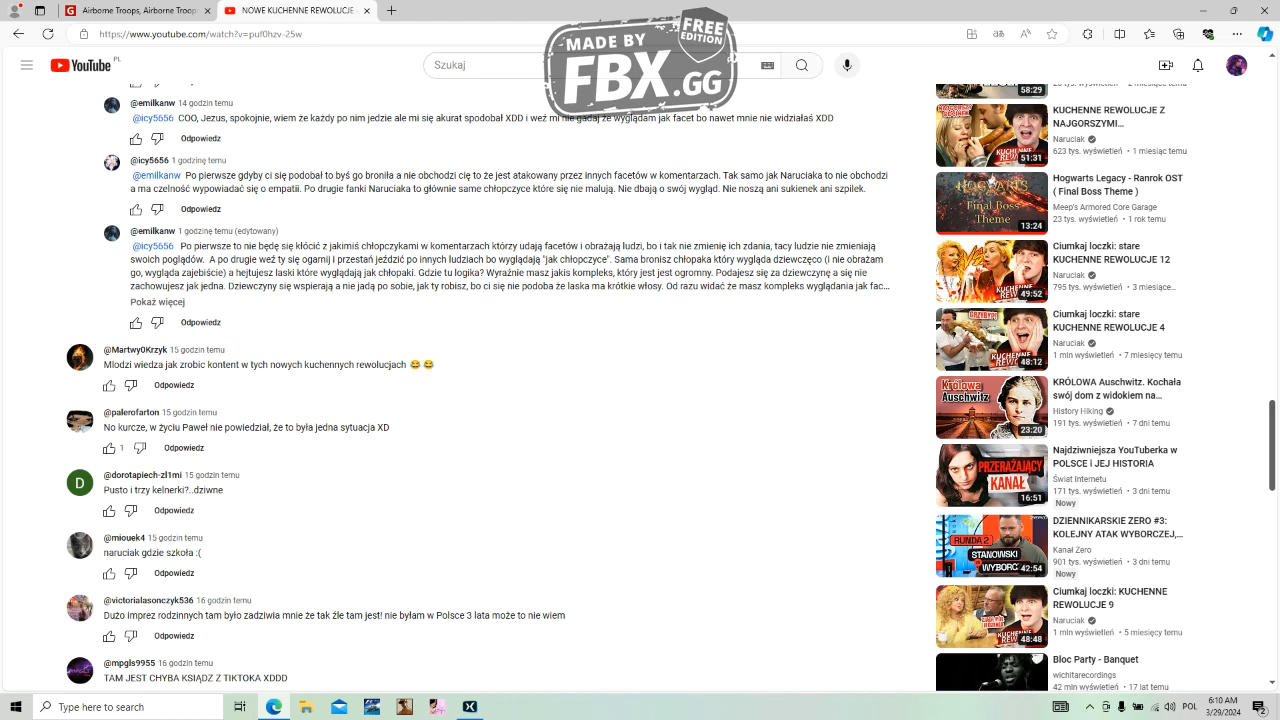 NOWE KUCHENNE REWOLUCJE
https://www.youtube.com/watch?v=puf0hzv-25w
YouTube PL
Szukaj
MADE BY
FBX.GG
FREE
EDITION
@emilkanw 14 godzin temu
@icy5656 COO, Jezus, spokojnie, wiem że każdy po nim jedzie ale mi się akurat spodobał XDD i weź mi nie gadaj że wyglądam jak facet bo nawet mnie nie widziałaś XDD
Odpowiedz
@icy5656 1 godzinę temu
@emilkanw Po pierwsze gdyby ci się podobał to byś go broniła a nie obchodzi cię to że jest atakowany przez innych facetów w komentarzach. Tak samo jak Naruciaka to nie obchodzi
a ma czelność wypowiadać się o empatii. Po drugie fanki Naruciaka to głównie same chłopczyce które się nie malują. Nie dbają o swój wygląd. Nie noszą ani sukienek ani szpilek.
Odpowiedz
@emilkanw 1 godzinę temu (edytowany)
@icy5656 Po pierwsze to nie będę się kłócić z jakimiś chłopczykami w komentarzach którzy udają facetów i obrażają ludzi, bo i tak nie zmienię ich zdania, tacy ludzie nie zmieniają
swoich poglądów. A po drugie weź ty się ogarnij i przestań jeździć po innych ludziach bo wyglądają "jak chłopczyce". Sama bronisz chłopaka który wygląda dziewczęco (I nie obrażam
go, wygląda zajebiście) a hejtujesz laski które wyglądają jak chłopaki. Gdzie tu logika? Wyraźnie masz jakis kompleks, który jest jest ogromny. Podajesz się za dziewczynę a się nie
zachowujesz jak jedna. Dziewczyny się wspierają a nie jadą po sobie, jak ty robisz, bo ci się nie podoba że laska ma krótkie włosy. Od razu widać że masz kompleks wyglądania jak fac...
Pokaż więcej
Odpowiedz
@Martwy0Krzyk 15 godzin temu
Mlodzi wiedza jak zrobic kontent w tych nowych kuchennych rewolucjach 😂😂
Odpowiedz
@palerofarton 15 godzin temu
No kurcze, w życiu Paweł nie powiedział, że to była jedna sytuacja XD
1 Odpowiedz
D
@dorotapiech-zl1mi 15 godzin temu
Pusto i trzy kelnerki?..dziwne
Odpowiedz
@miouek4 15 godzin temu
naruciak gdzie szkoła :(
Odpowiedz
@victorialasonczyk536 16 godzin temu
Dużo imprez rodzinnych tam było zadziwia mnie że tak źle tam jest! nie byłam w Polsce 3 lata może to nie wiem
Odpowiedz
@mpgls9955 16 godzin temu
TAM JEST CHYBA KSIĄDZ Z TIKTOKA XDDD
58:29
KUCHENNE REWOLUCJE Z
NAJGORSZYMI...
Naruciak
623 tys. wyświetleń • 1 miesiąc temu
51:31
Hogwarts Legacy - Ranrok OST
( Final Boss Theme )
Meep's Armored Core Garage
23 tys. wyświetleń • 1 rok temu
HOGWARTS
Final Boss
Theme
13:24
Ciumkaj loczki: stare
KUCHENNE REWOLUCJE 12
Naruciak
795 tys. wyświetleń • 3 miesiące...
49:52
Ciumkaj loczki: stare
KUCHENNE REWOLUCJE 4
Naruciak
1 mln wyświetleń • 7 miesięcy temu
GRZYBY?!
48:12
KRÓLOWA Auschwitz. Kochała
swój dom z widokiem na...
History Hiking
191 tys. wyświetleń • 7 dni temu
Królowa
Auschwitz
23:20
Najdziwniejsza YouTuberka w
POLSCE i JEJ HISTORIA
Świat Internetu
171 tys. wyświetleń • 3 dni temu
Nowy
PRZERAŻAJĄCY
KANAŁ
16:51
DZIENNIKARSKIE ZERO #3:
KOLEJNY ATAK WYBORCZEJ,...
Kanał Zero
901 tys. wyświetleń • 3 dni temu
Nowy
RUNDA 2
STANOWSKI
WYBORC
42:54
Ciumkaj loczki: KUCHENNE
REWOLUCJE 9
Naruciak
1 mln wyświetleń • 5 miesięcy temu
48:48
Bloc Party - Banquet
wichitarecordings
42 mln wyświetleń • 17 lat temu
Type here to search
POL
6:10 AM
3/29/2024